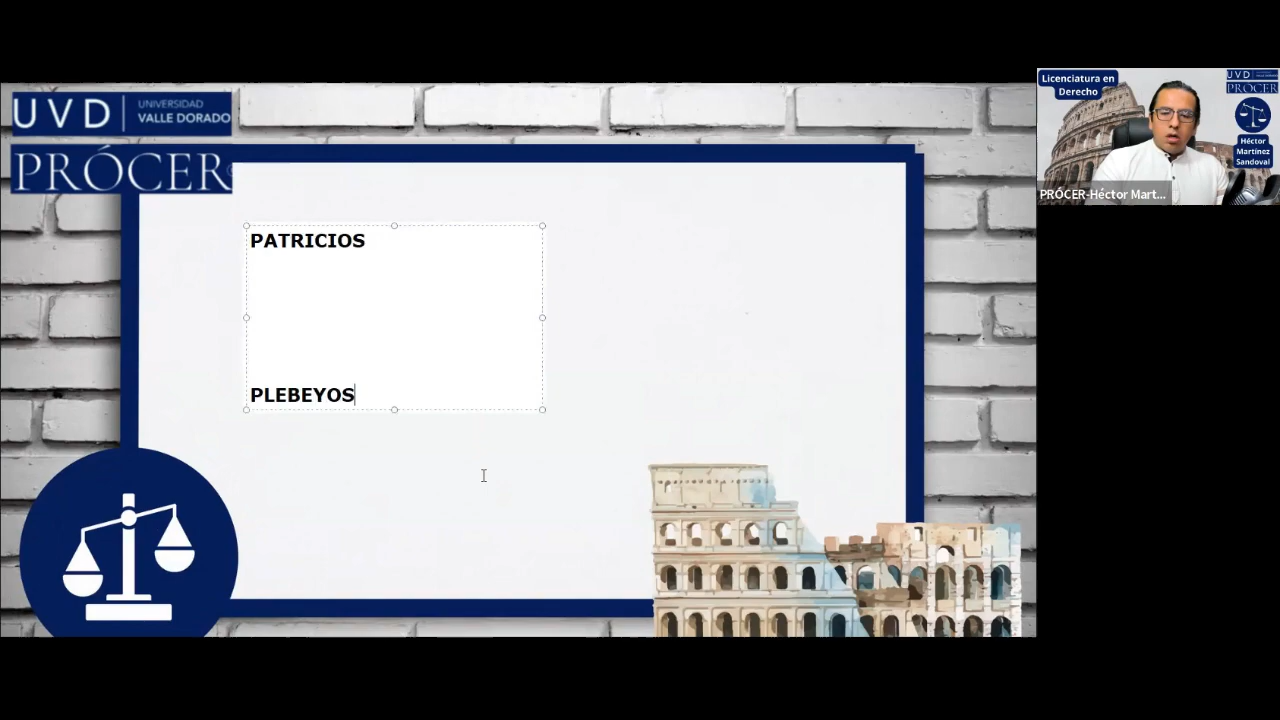 UVD | UNIVERSIDAD
VALLE DORADO
PRÓCER
PATRICIOS
PLEBEYOS
Licenciatura en
Derecho
UVD
PRÓCER
Héctor
Martínez
Sandoval
PRÓCER-Héctor Mart...